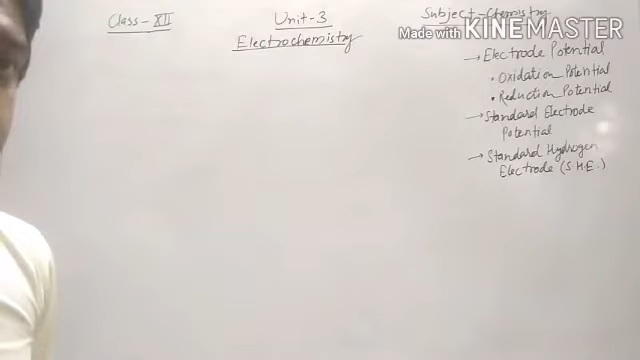 Class-XII
Unit-3
Subject-Chemistry
Made with KINEMASTER
Electrochemistry
→ Electrode Potential
• Oxidation Potential
• Reduction Potential
→ Standard Electrode
Potential
→ Standard Hydrogen
Electrode (S.H.E.)